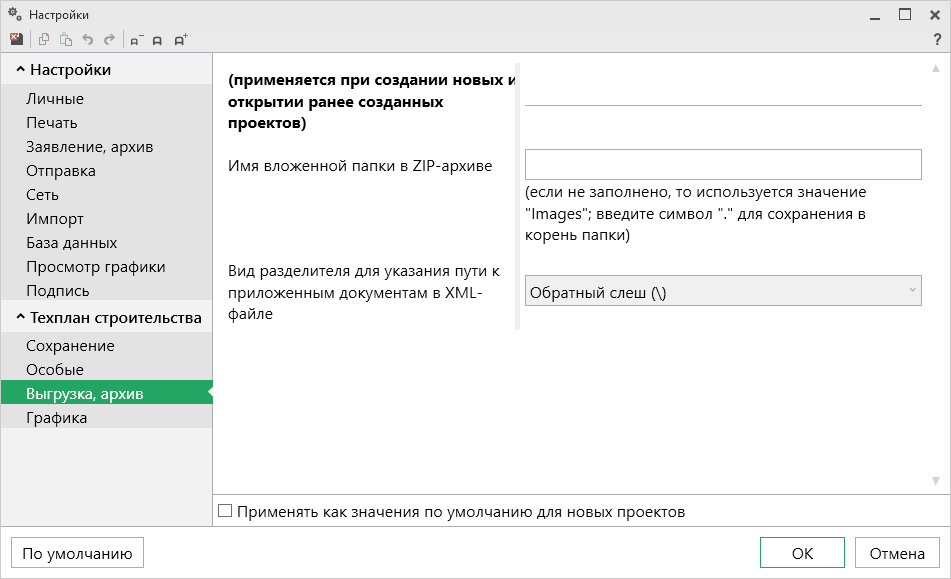 Настройки
?
Настройки
Личные
Печать
Заявление, архив
Отправка
Сеть
Импорт
База данных
Просмотр графики
Подпись
Техплан строительства
Сохранение
Особые
Выгрузка, архив
Графика
(применяется при создании новых и
открытии ранее созданных
проектов)
Имя вложенной папки в ZIP-архиве
(если не заполнено, то используется значение
"Images"; введите символ "." для сохранения в
корень папки)
Вид разделителя для указания пути к
приложенным документам в XML-
файле
Обратный слеш (\)
Применять как значения по умолчанию для новых проектов
По умолчанию
ОК
Отмена